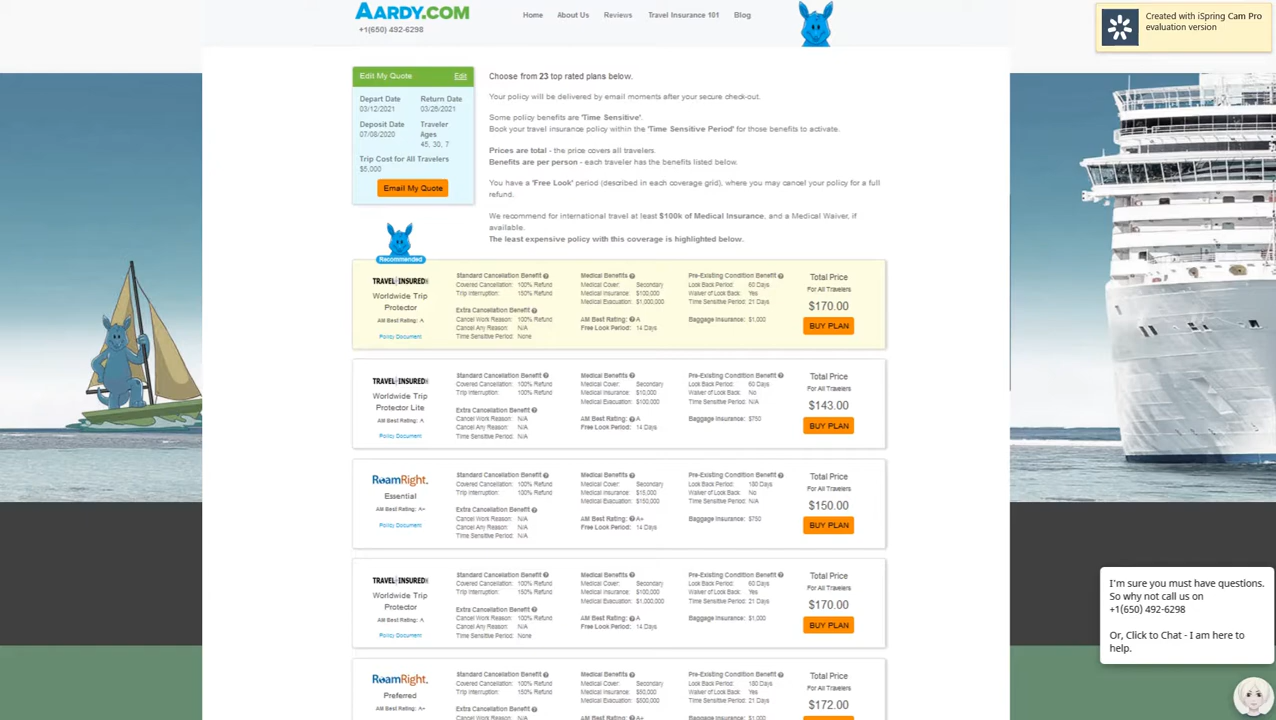 AARDY.COM
+1(650) 492-6298
Home About Us Reviews Travel Insurance 101 Blog
Created with iSpring Cam Pro
evaluation version
Edit My Quote Edit
Depart Date Return Date
03/12/2021 03/26/2021
Deposit Date Traveler
07/08/2020 Ages
45, 30, 7
Trip Cost for All Travelers
$5,000
Email My Quote
Choose from 23 top rated plans below.
Your policy will be delivered by email moments after your secure check-out.
Some policy benefits are 'Time Sensitive'.
Book your travel insurance policy within the 'Time Sensitive Period' for those benefits to activate.
Prices are total - the price covers all travelers.
Benefits are per person - each traveler has the benefits listed below.
You have a 'Free Look' period (described in each coverage grid), where you may cancel your policy for a full
refund.
We recommend for international travel at least $100k of Medical Insurance, and a Medical Waiver, if
available.
The least expensive policy with this coverage is highlighted below.
Recommended
TRAVEL INSURED
Worldwide Trip
Protector
AM Best Rating: A
Policy Document
Standard Cancellation Benefit
Covered Cancellation: 100% Refund
Trip Interruption: 150% Refund
Extra Cancellation Benefit
Cancel Work Reason: 100% Refund
Cancel Any Reason: N/A
Time Sensitive Period: None
Medical Benefits
Medical Cover: Secondary
Medical Insurance: $100,000
Medical Evacuation: $1,000,000
AM Best Rating: A
Free Look Period: 14 Days
Pre-Existing Condition Benefit
Look Back Period: 60 Days
Waiver of Look Back: Yes
Time Sensitive Period: 21 Days
Baggage Insurance: $1,000
Total Price
For All Travelers
$170.00
BUY PLAN
TRAVEL INSURED
Worldwide Trip
Protector Lite
AM Best Rating: A
Policy Document
Standard Cancellation Benefit
Covered Cancellation: 100% Refund
Trip Interruption: 100% Refund
Extra Cancellation Benefit
Cancel Work Reason: N/A
Cancel Any Reason: N/A
Time Sensitive Period: N/A
Medical Benefits
Medical Cover: Secondary
Medical Insurance: $10,000
Medical Evacuation: $100,000
AM Best Rating: A
Free Look Period: 14 Days
Pre-Existing Condition Benefit
Look Back Period: 60 Days
Waiver of Look Back: No
Time Sensitive Period: N/A
Baggage Insurance: $750
Total Price
For All Travelers
$143.00
BUY PLAN
RoamRight.
Essential
AM Best Rating: A+
Policy Document
Standard Cancellation Benefit
Covered Cancellation: 100% Refund
Trip Interruption: 100% Refund
Extra Cancellation Benefit
Cancel Work Reason: N/A
Cancel Any Reason: N/A
Time Sensitive Period: N/A
Medical Benefits
Medical Cover: Secondary
Medical Insurance: $15,000
Medical Evacuation: $150,000
AM Best Rating: A+
Free Look Period: 14 Days
Pre-Existing Condition Benefit
Look Back Period: 180 Days
Waiver of Look Back: No
Time Sensitive Period: N/A
Baggage Insurance: $750
Total Price
For All Travelers
$150.00
BUY PLAN
TRAVEL INSURED
Worldwide Trip
Protector
AM Best Rating: A
Policy Document
Standard Cancellation Benefit
Covered Cancellation: 100% Refund
Trip Interruption: 150% Refund
Extra Cancellation Benefit
Cancel Work Reason: 100% Refund
Cancel Any Reason: N/A
Time Sensitive Period: None
Medical Benefits
Medical Cover: Secondary
Medical Insurance: $100,000
Medical Evacuation: $1,000,000
AM Best Rating: A
Free Look Period: 14 Days
Pre-Existing Condition Benefit
Look Back Period: 60 Days
Waiver of Look Back: Yes
Time Sensitive Period: 21 Days
Baggage Insurance: $1,000
Total Price
For All Travelers
$170.00
BUY PLAN
RoamRight.
Preferred
AM Best Rating: A+
Standard Cancellation Benefit
Covered Cancellation: 100% Refund
Trip Interruption: 150% Refund
Extra Cancellation Benefit
Cancel Work Reason: N/A
Medical Benefits
Medical Cover: Secondary
Medical Insurance: $50,000
Medical Evacuation: $500,000
AM Best Rating: A+
Pre-Existing Condition Benefit
Look Back Period: 180 Days
Waiver of Look Back: Yes
Time Sensitive Period: 21 Days
Baggage Insurance: $1,000
Total Price
For All Travelers
$172.00
I'm sure you must have questions.
So why not call us on
+1(650) 492-6298
Or, Click to Chat - I am here to
help.